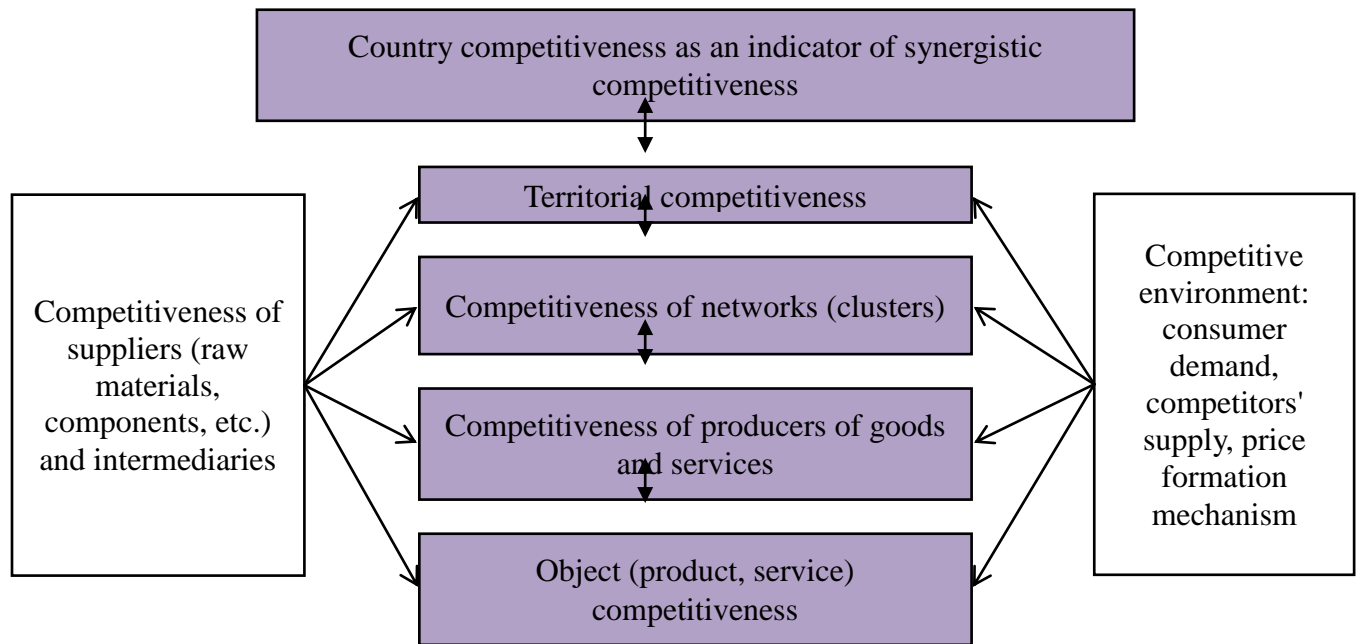 Country competitiveness as an indicator of synergistic
competitiveness
Territorial competitiveness
Competitiveness of networks (clusters)
Competitiveness of producers of goods
and services
Object (product, service)
competitiveness
Competitiveness of
suppliers (raw
materials,
components, etc.)
and intermediaries
Competitive
environment:
consumer
demand,
competitors'
supply, price
formation
mechanism